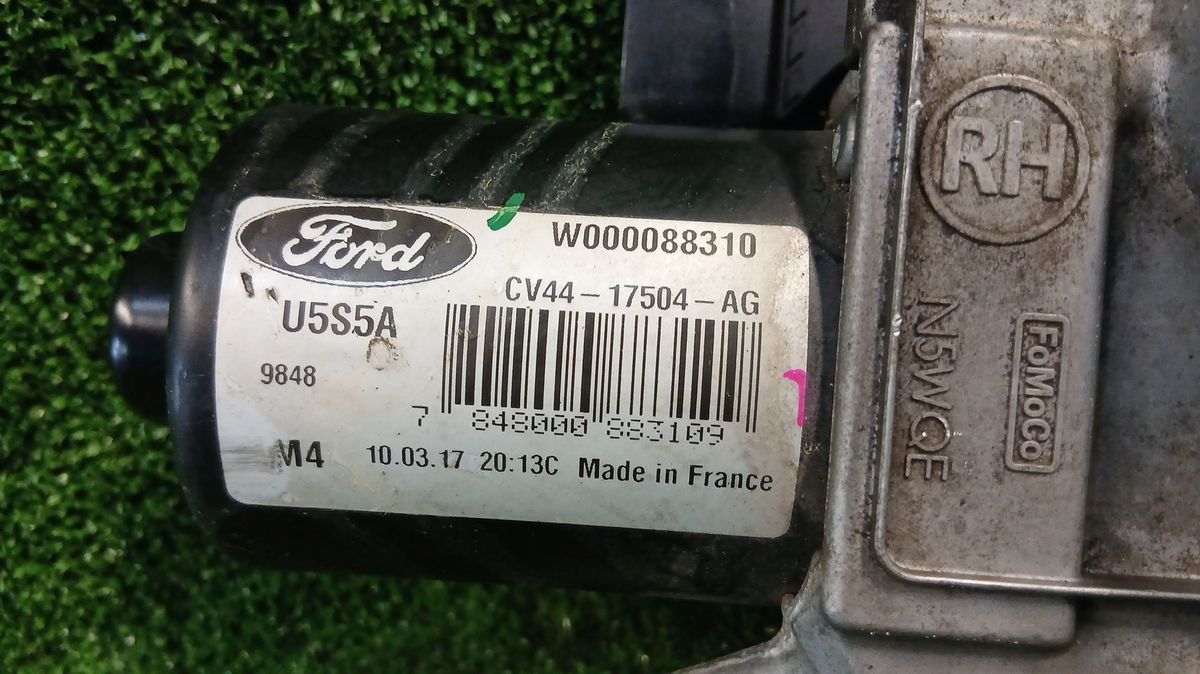 Ford
W000088310
CV44-17504-AG
U5S5A
9848
7 848000 883109
M4 10.03.17 20:13C Made in France
RH
N5WQE
FoMoCo